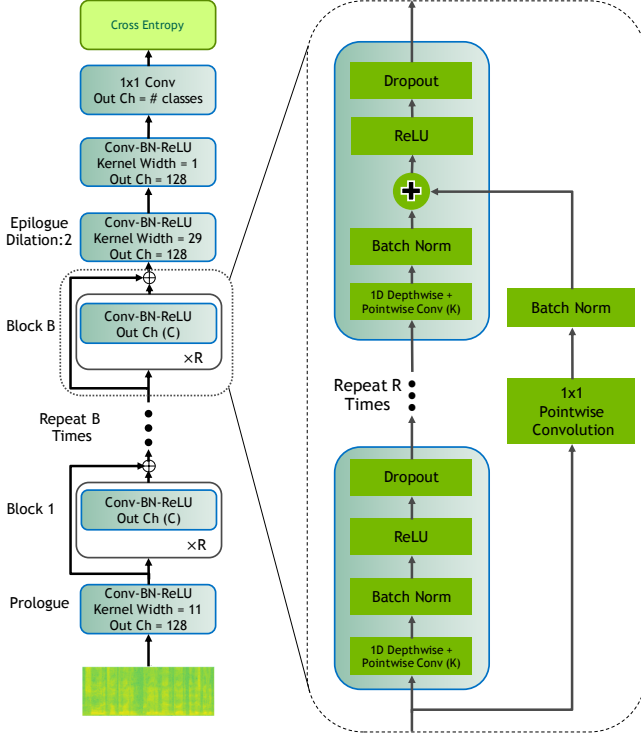 Cross Entropy
1x1 Conv
Out Ch = # classes
Conv-BN-ReLU
Kernel Width = 1
Out Ch = 128
Epilogue
Dilation:2
Conv-BN-ReLU
Kernel Width = 29
Out Ch = 128
Block B
Conv-BN-ReLU
Out Ch (C)
×R
Repeat B
Times
Block 1
Conv-BN-ReLU
Out Ch (C)
×R
Prologue
Conv-BN-ReLU
Kernel Width = 11
Out Ch = 128
Dropout
ReLU
+
Batch Norm
1D Depthwise +
Pointwise Conv (K)
Batch Norm
1x1
Pointwise
Convolution
Repeat R
Times
Dropout
ReLU
Batch Norm
1D Depthwise +
Pointwise Conv (K)